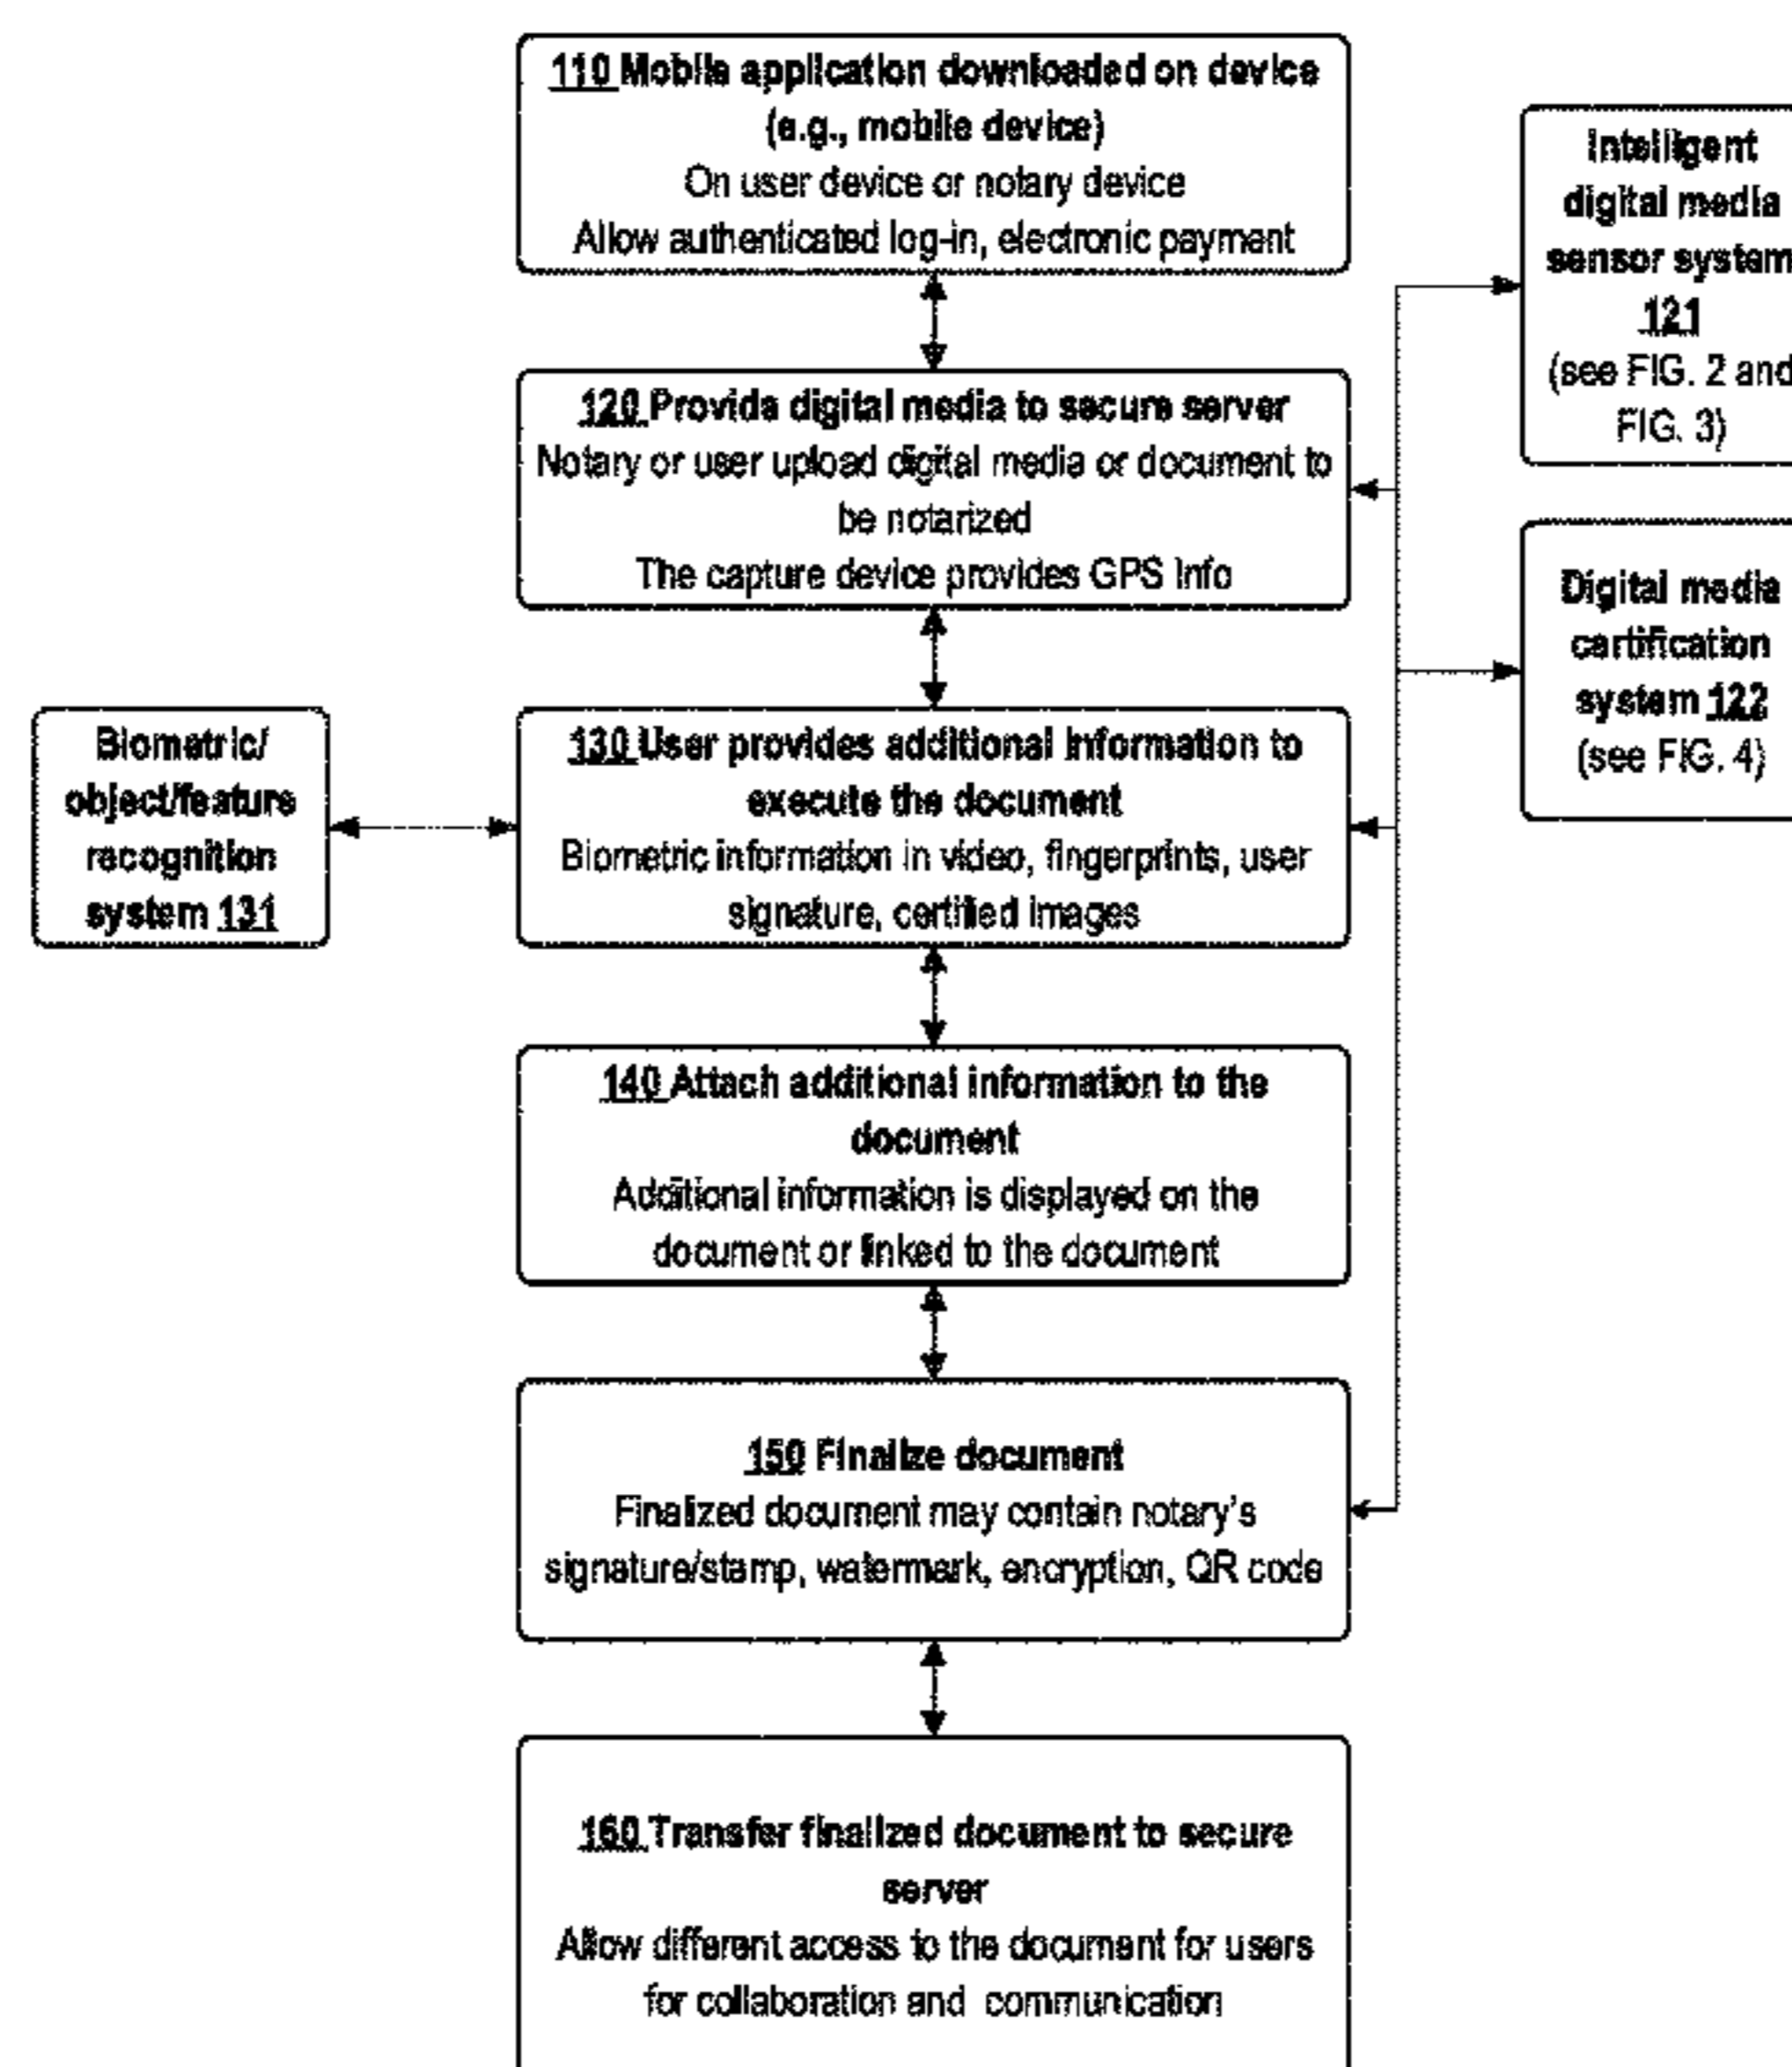 110 Mobile application downloaded on device
(e.g., mobile device)
On user device or notary device
Allow authenticated log-in, electronic payment
Intelligent
digital media
sensor system
121
(see FIG. 2 and
FIG. 3)
120 Provide digital media to secure server
Notary or user upload digital media or document to
be notarized
The capture device provides GPS info
Digital media
certification
system 122
(see FIG. 4)
Biometric/
object/feature
recognition
system 131
130 User provides additional information to
execute the document
Biometric information in video, fingerprints, user
signature, certified images
140 Attach additional information to the
document
Additional information is displayed on the
document or linked to the document
150 Finalize document
Finalized document may contain notary's
signature/stamp, watermark, encryption, QR code
160 Transfer finalized document to secure
server
Allow different access to the document for users
for collaboration and communication